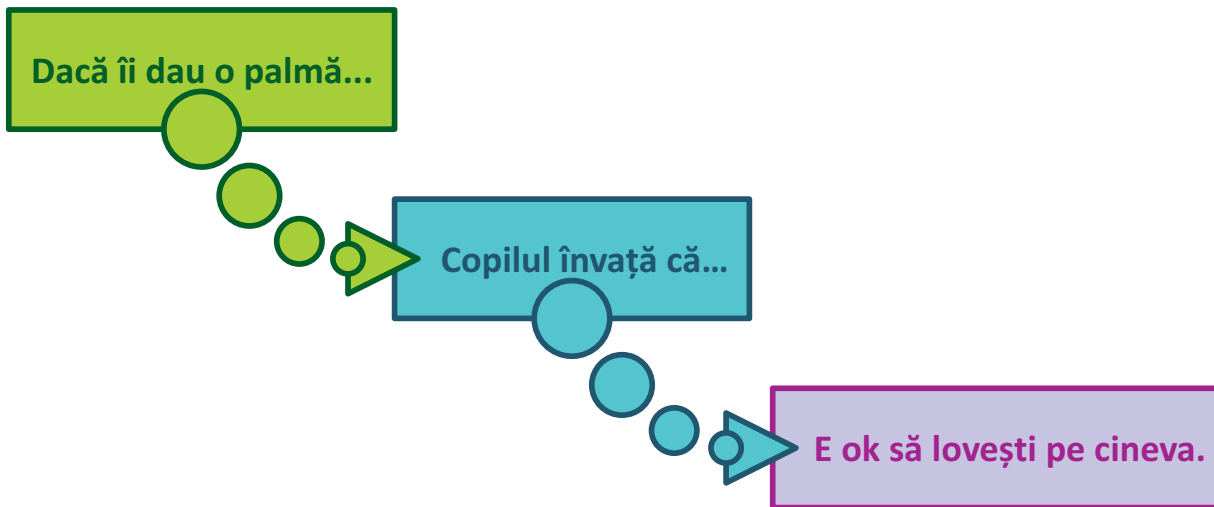 Dacă îi dau o palmă...
Copilul învață că…
E ok să lovești pe cineva.